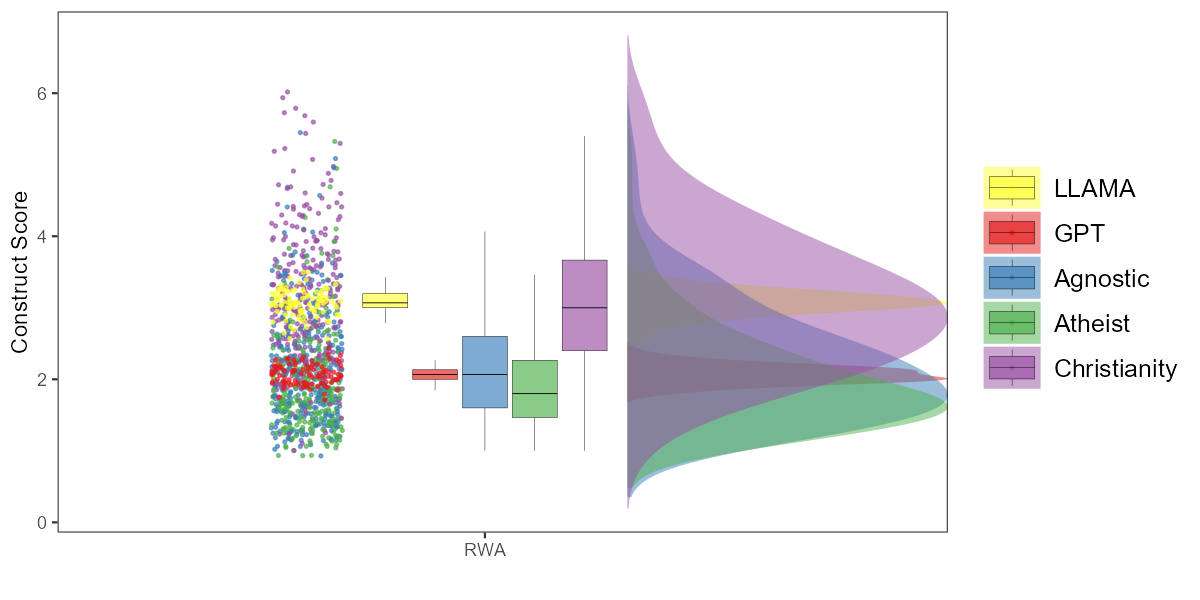 Construct Score
6
4
2
0
RWA
LLAMA
GPT
Agnostic
Atheist
Christianity